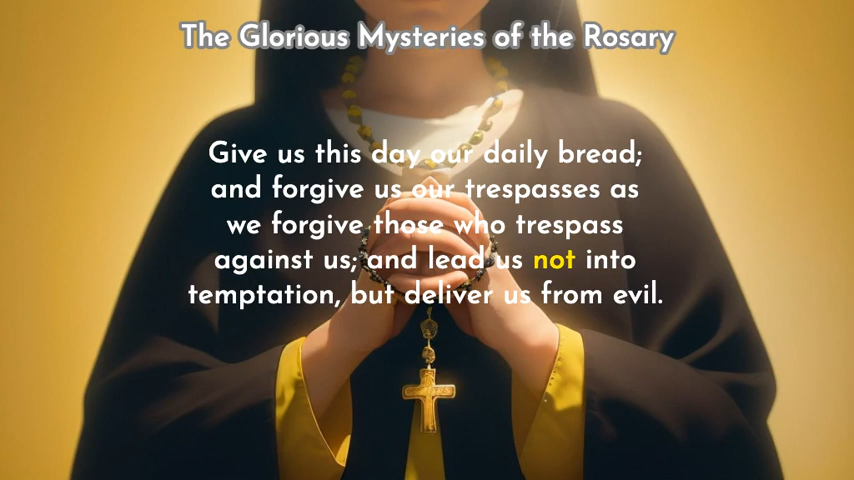 The Glorious Mysteries of the Rosary
Give us this day our daily bread;
and forgive us our trespasses as
we forgive those who trespass
against us; and lead us not into
temptation, but deliver us from evil.